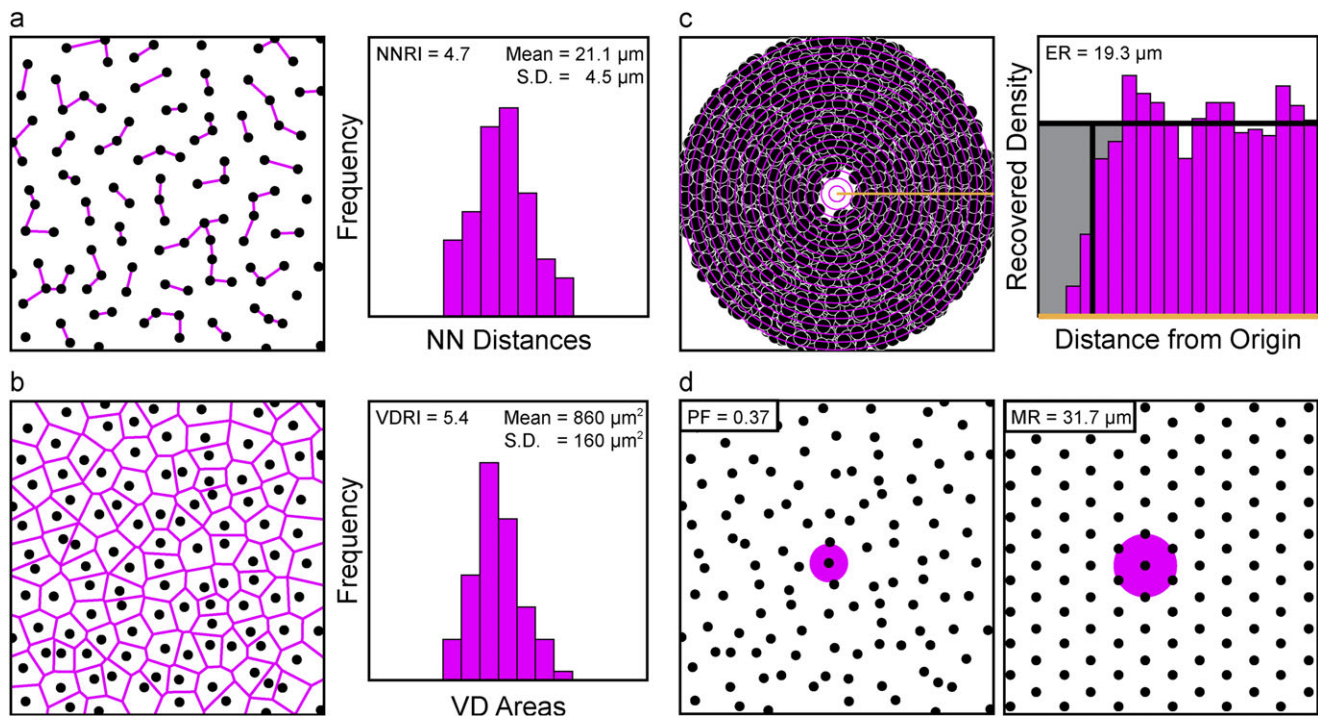 a
NNRI = 4.7
Mean = 21.1 µm
S.D. = 4.5 µm
Frequency
NN Distances
b
VDRI = 5.4
Mean = 860 µm²
S.D. = 160 µm²
Frequency
VD Areas
c
ER = 19.3 µm
Recovered Density
Distance from Origin
d
PF = 0.37
MR = 31.7 µm